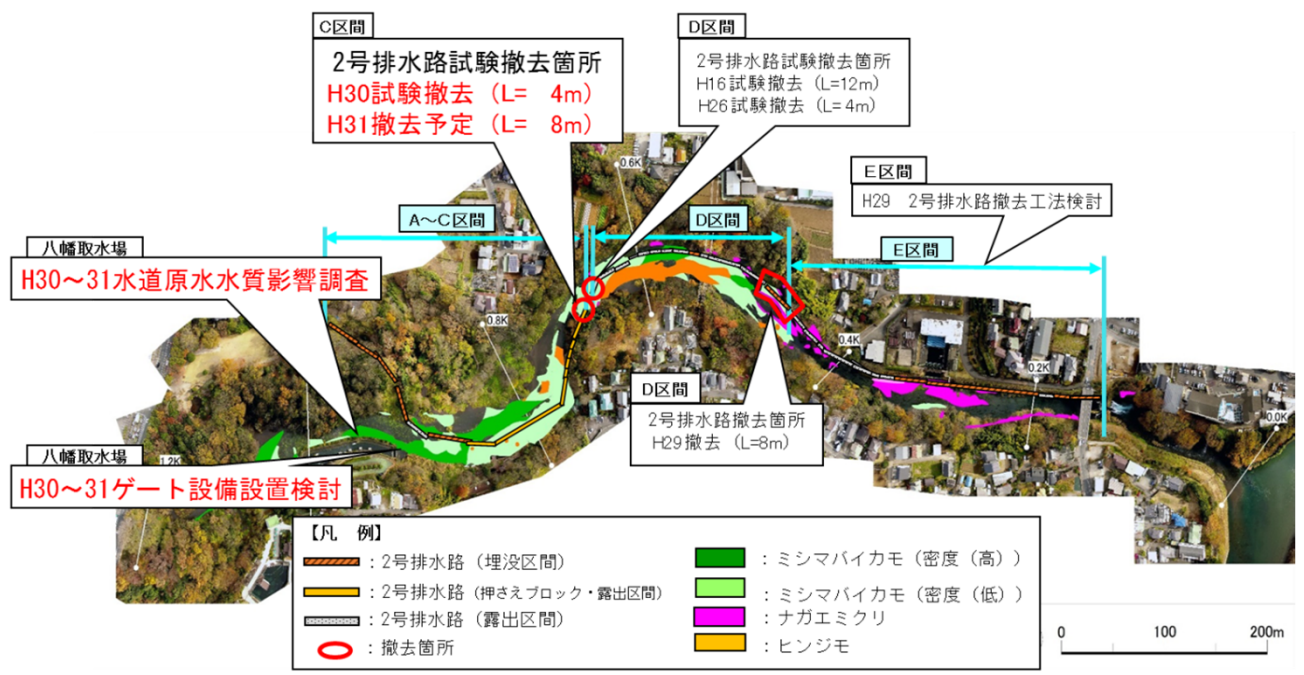 C区間
2号排水路試験撤去箇所
H30試験撤去（L=　4m）
H31撤去予定（L=　8m）
D区間
2号排水路試験撤去箇所
H16試験撤去（L=12m）
H26試験撤去（L=4m）
E区間
H29　2号排水路撤去工法検討
A～C区間
D区間
E区間
八幡取水場
H30～31水道原水水質影響調査
0.6K
0.8K
0.4K
0.2K
0.0K
D区間
2号排水路撤去箇所
H29撤去（L=8m）
八幡取水場
1.2K
H30～31ゲート設備設置検討
【凡　例】
：2号排水路（埋没区間）
：2号排水路（押さえブロック・露出区間）
：2号排水路（露出区間）
：撤去箇所
：ミシマバイカモ（密度（高））
：ミシマバイカモ（密度（低））
：ナガエミクリ
：ヒンジモ
0　100　200m